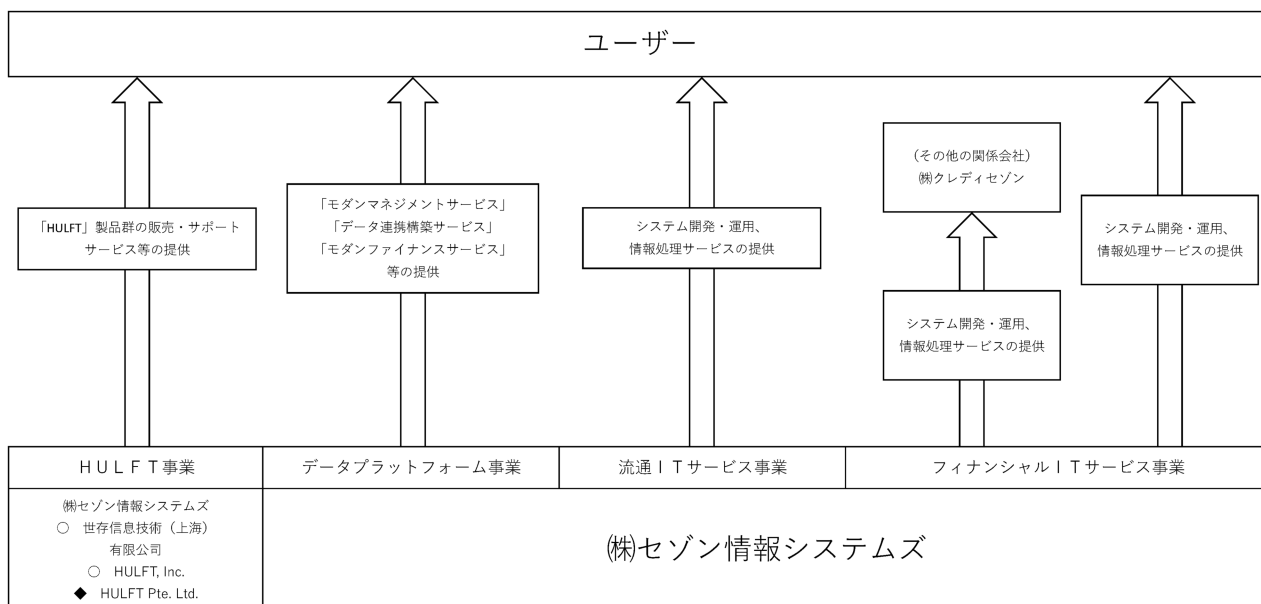 ユーザー
(その他の関係会社)
㈱クレディセゾン
「HULFT」製品群の販売・サポート
サービス等の提供
「モダンマネジメントサービス」
「データ連携構築サービス」
「モダンファイナンスサービス」
等の提供
システム開発・運用、
情報処理サービスの提供
システム開発・運用、
情報処理サービスの提供
システム開発・運用、
情報処理サービスの提供
HULFT事業
データプラットフォーム事業
流通ITサービス事業
フィナンシャルITサービス事業
㈱セゾン情報システムズ
○ 世存信息技術(上海)
有限公司
○ HULFT, Inc.
◆ HULFT Pte. Ltd.
㈱セゾン情報システムズ